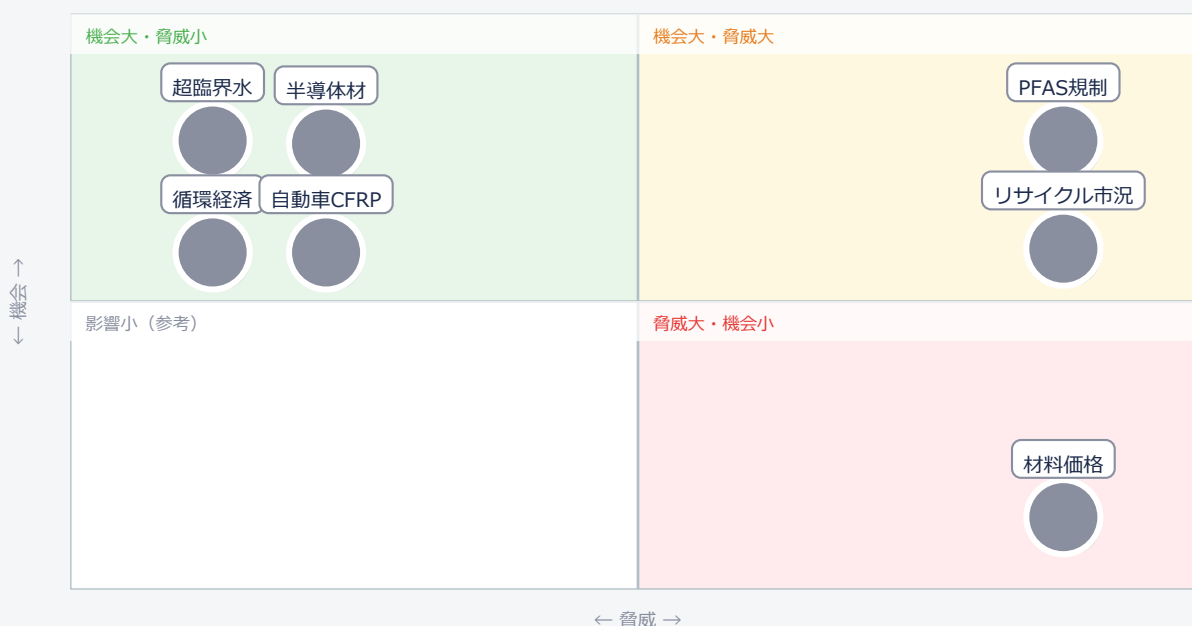 機会大・脅威小
機会大・脅威大
超臨界水
半導体材
PFAS規制
循環経済
自動車CFRP
リサイクル市況
← 機会 →
影響小（参考）
脅威大・機会小
材料価格
← 脅威 →